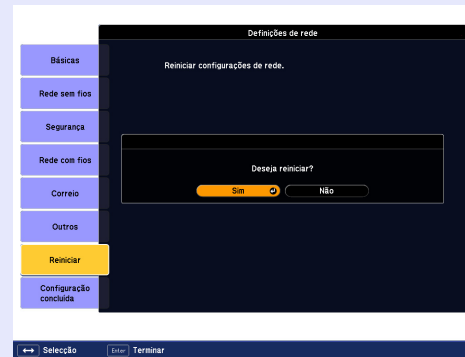 Definições de rede
Básicas
Reiniciar configurações de rede.
Rede sem fios
Segurança
Rede com fios
Deseja reiniciar?
Sim
Não
Correio
Outros
Reiniciar
Configuração
concluída
Selecção
Enter Terminar